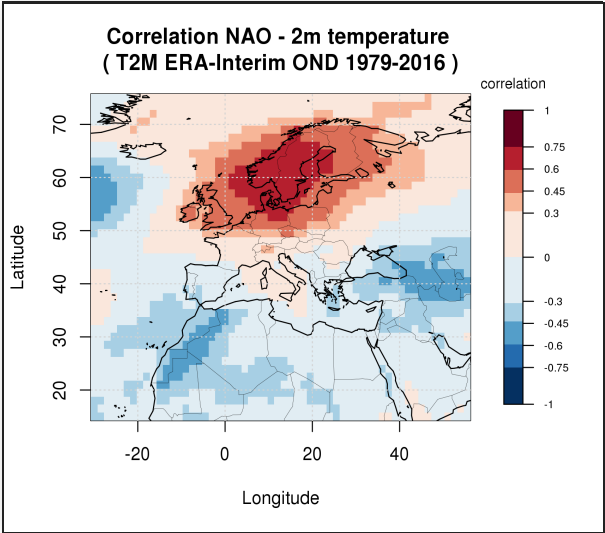 Correlation NAO - 2m temperature
( T2M ERA-Interim OND 1979-2016 )
correlation
1
0.75
0.6
0.45
0.3
0
-0.3
-0.45
-0.6
-0.75
-1
Latitude
70
60
50
40
30
20
-20 0 20 40
Longitude